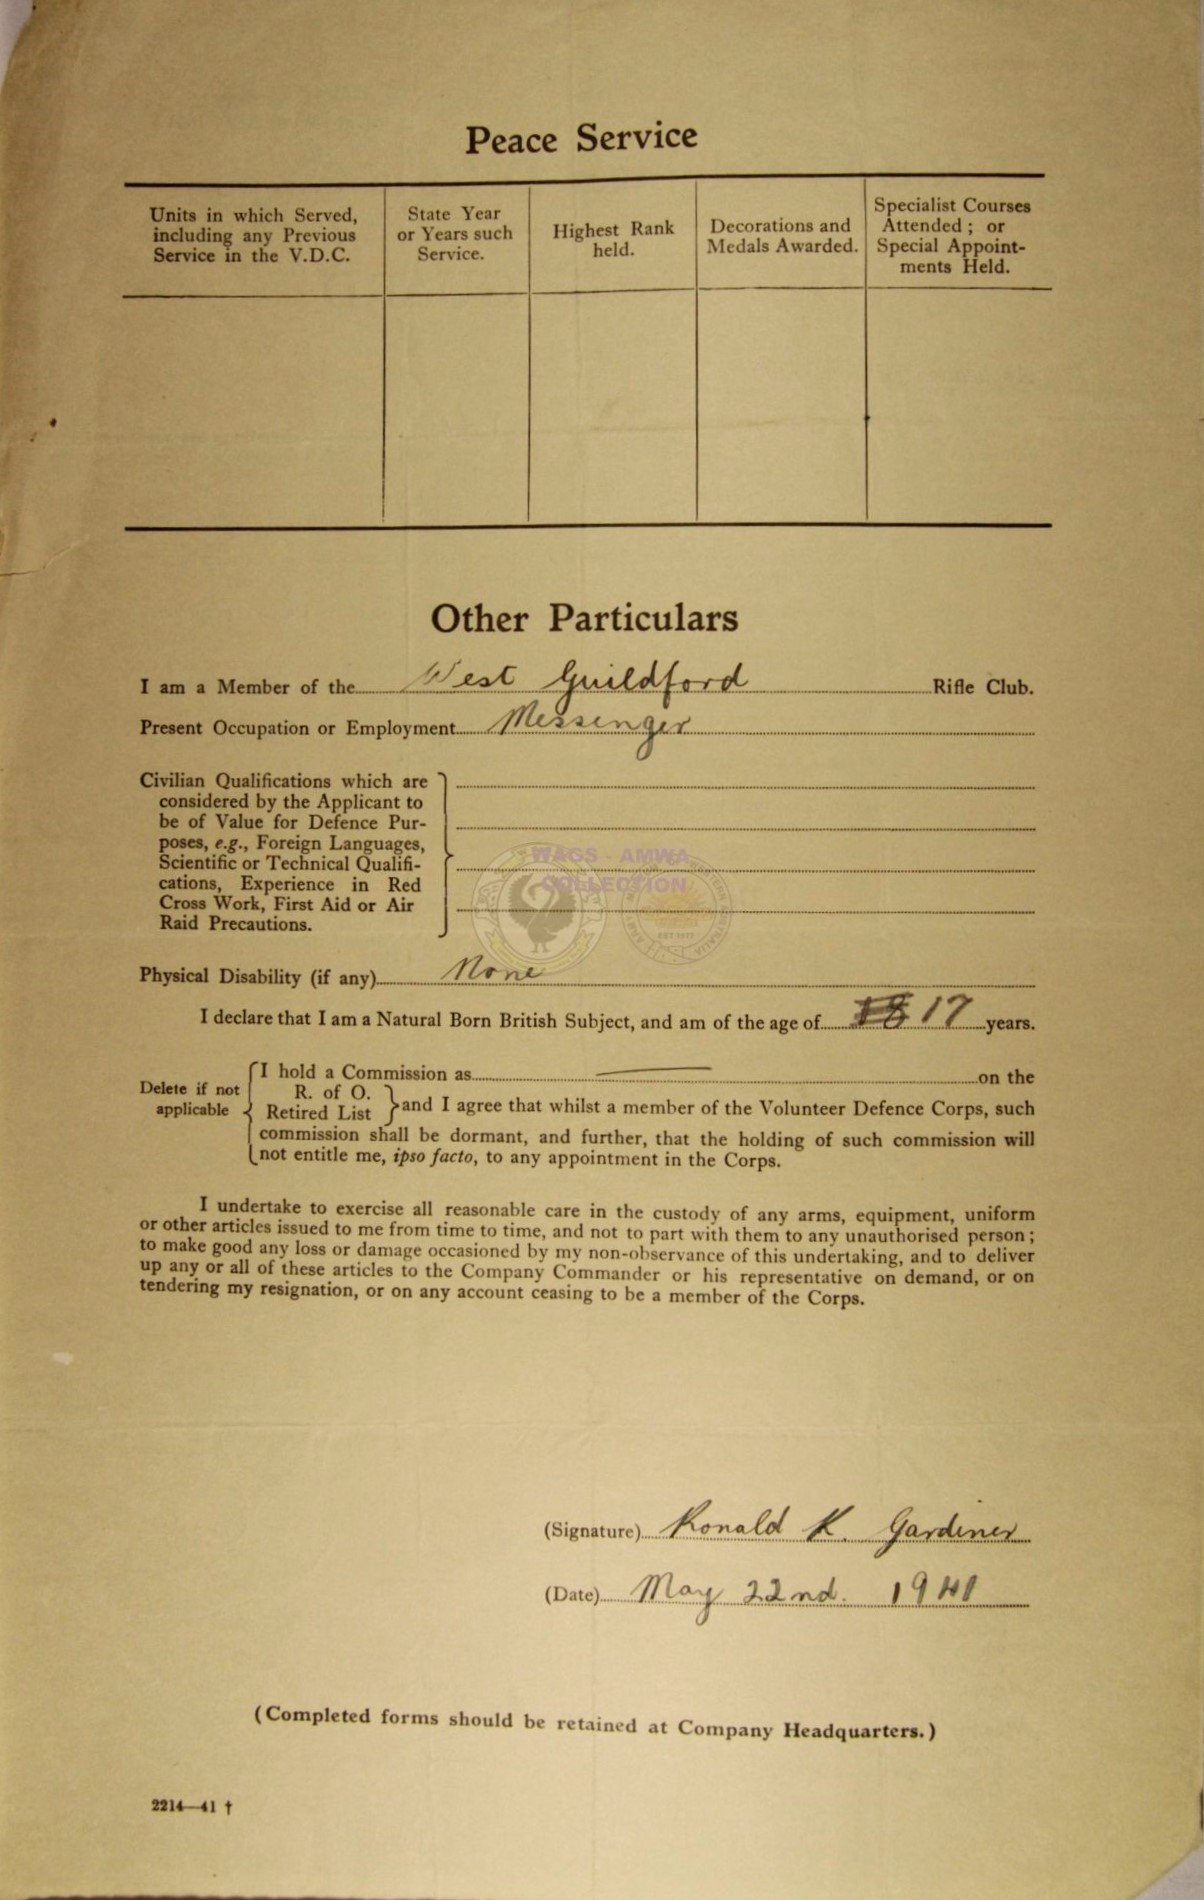 Peace Service
Units in which Served,
including any Previous
Service in the V.D.C.
State Year
or Years such
Service.
Highest Rank
held.
Decorations and
Medals Awarded.
Specialist Courses
Attended ; or
Special Appoint-
ments Held.
Other Particulars
I am a Member of the West Guildford Rifle Club.
Present Occupation or Employment Messenger
Civilian Qualifications which are
considered by the Applicant to
be of Value for Defence Pur-
poses, e.g., Foreign Languages,
Scientific or Technical Qualifi-
cations, Experience in Red
Cross Work, First Aid or Air
Raid Precautions.
WAGS - AMWA
COLLECTION
Physical Disability (if any) None
I declare that I am a Natural Born British Subject, and am of the age of 18 17 years.
Delete if not
applicable
I hold a Commission as on the
R. of O.
Retired List
and I agree that whilst a member of the Volunteer Defence Corps, such
commission shall be dormant, and further, that the holding of such commission will
not entitle me, ipso facto, to any appointment in the Corps.
I undertake to exercise all reasonable care in the custody of any arms, equipment, uniform
or other articles issued to me from time to time, and not to part with them to any unauthorised person ;
to make good any loss or damage occasioned by my non-observance of this undertaking, and to deliver
up any or all of these articles to the Company Commander or his representative on demand, or on
tendering my resignation, or on any account ceasing to be a member of the Corps.
(Signature) Ronald K. Gardiner
(Date) May 22nd. 1941
(Completed forms should be retained at Company Headquarters.)
2214—41 †